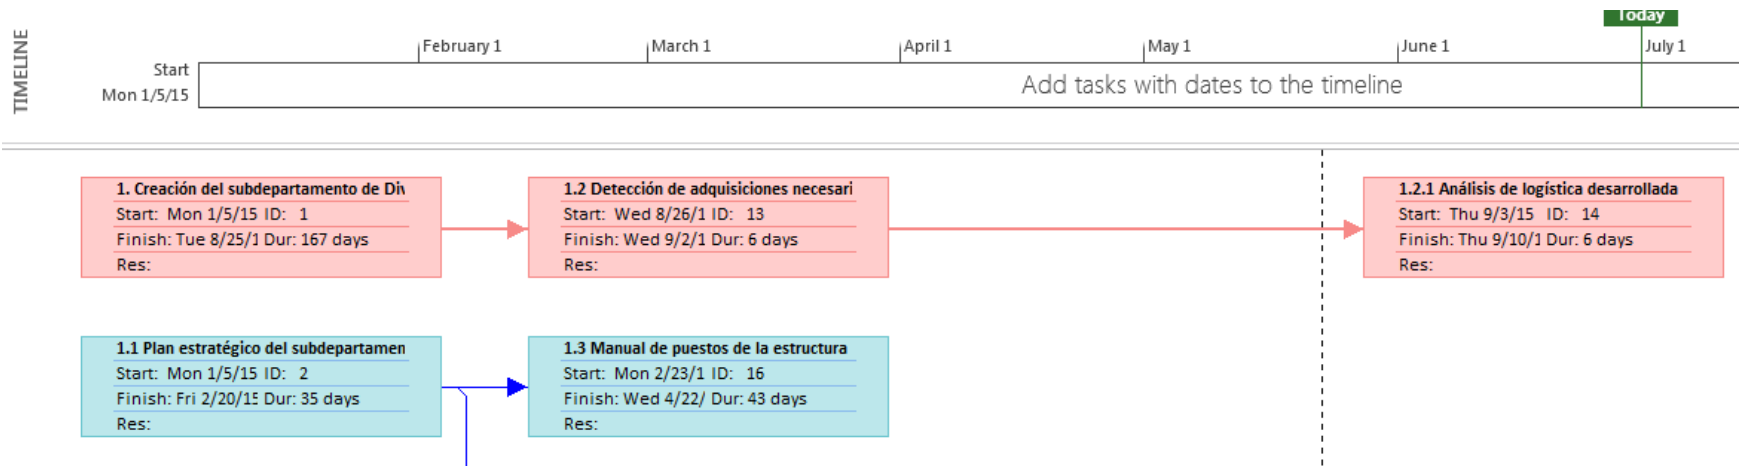 TIMELINE
Today
February 1
March 1
April 1
May 1
June 1
July 1
Start
Mon 1/5/15
Add tasks with dates to the timeline
1. Creación del subdepartamento de Div
Start: Mon 1/5/15 ID: 1
Finish: Tue 8/25/1 Dur: 167 days
Res:
1.2 Detección de adquisiciones necesari
Start: Wed 8/26/1 ID: 13
Finish: Wed 9/2/1 Dur: 6 days
Res:
1.2.1 Análisis de logística desarrollada
Start: Thu 9/3/15 ID: 14
Finish: Thu 9/10/1 Dur: 6 days
Res:
1.1 Plan estratégico del subdepartamen
Start: Mon 1/5/15 ID: 2
Finish: Fri 2/20/15 Dur: 35 days
Res:
1.3 Manual de puestos de la estructura
Start: Mon 2/23/1 ID: 16
Finish: Wed 4/22/ Dur: 43 days
Res: